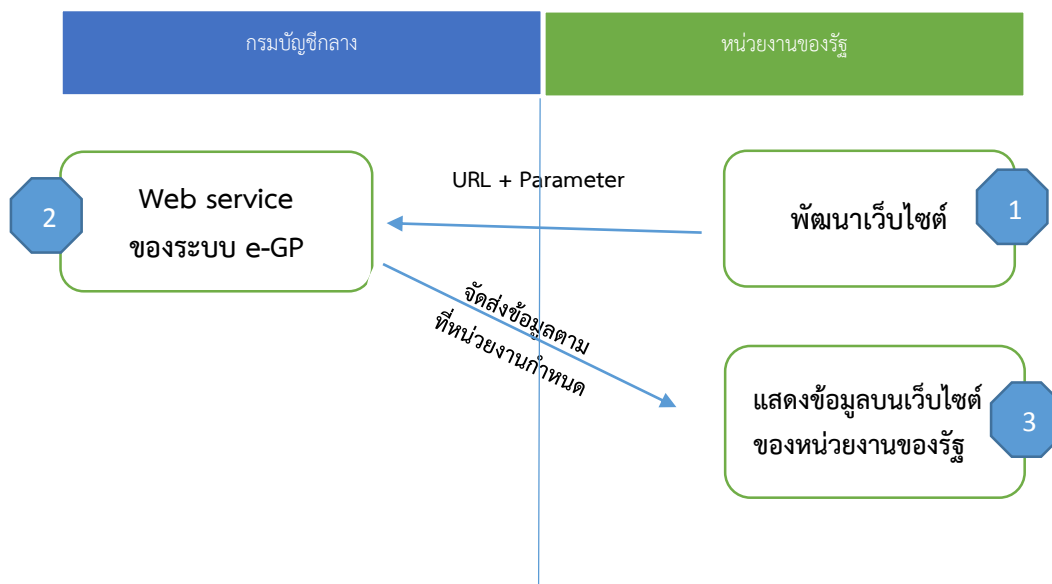 กรมบัญชีกลาง
หน่วยงานของรัฐ
URL + Parameter
1
พัฒนาเว็บไซต์
2
Web service
ของระบบ e-GP
จัดส่งข้อมูลตาม
ที่หน่วยงานกำหนด
แสดงข้อมูลบนเว็บไซต์
ของหน่วยงานของรัฐ
3